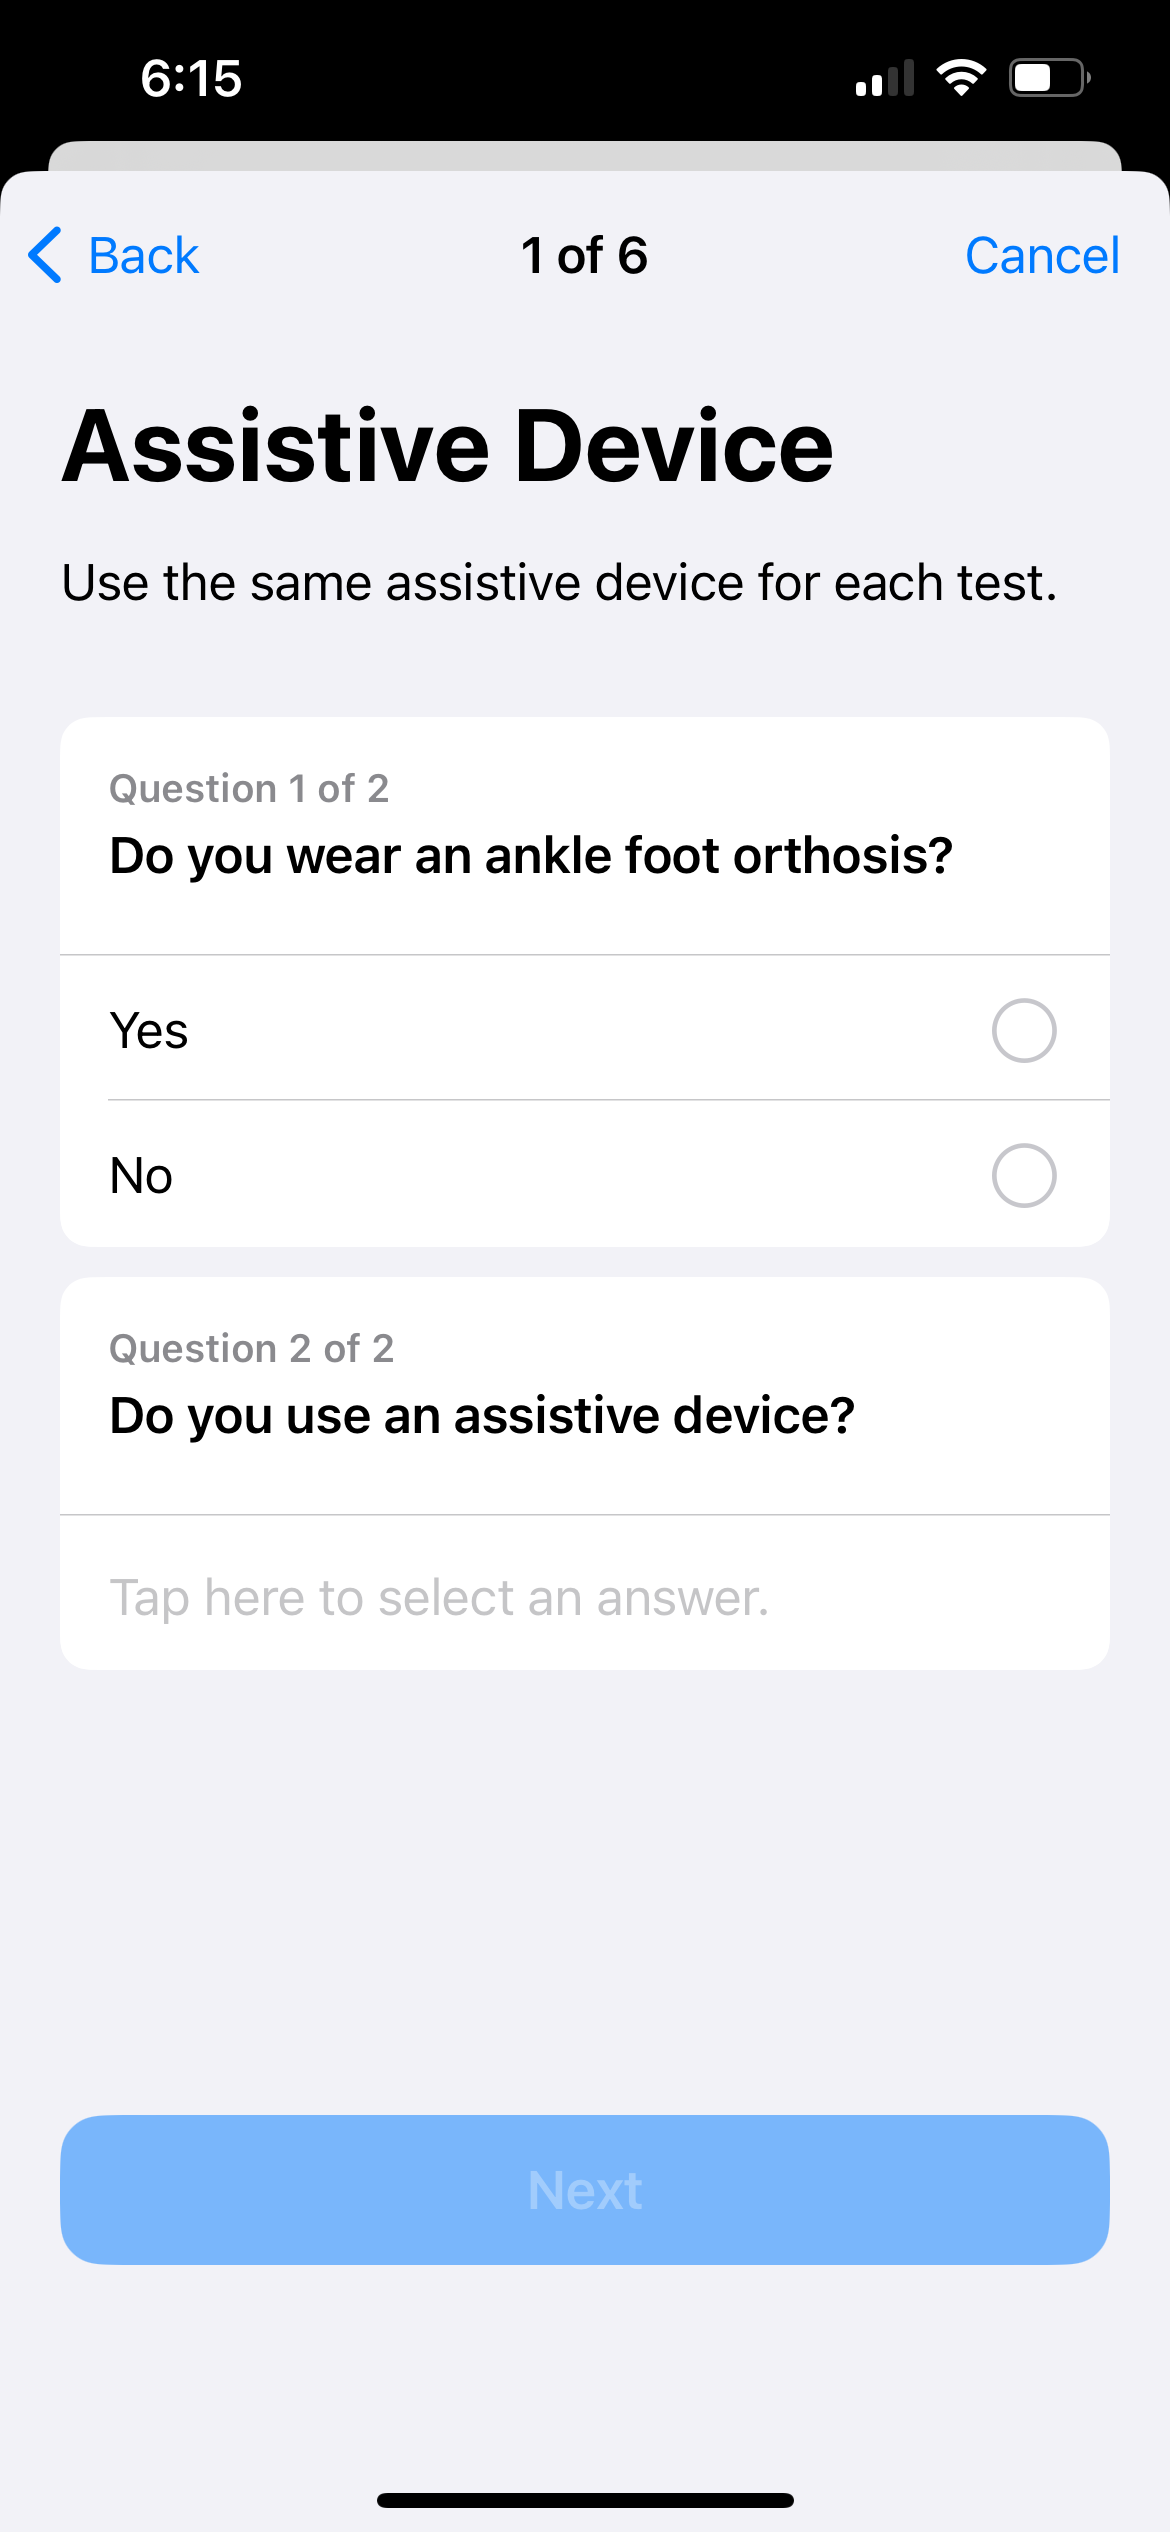 6:15
Back
1 of 6
Cancel
Assistive Device
Use the same assistive device for each test.
Question 1 of 2
Do you wear an ankle foot orthosis?
Yes
No
Question 2 of 2
Do you use an assistive device?
Tap here to select an answer.
Next